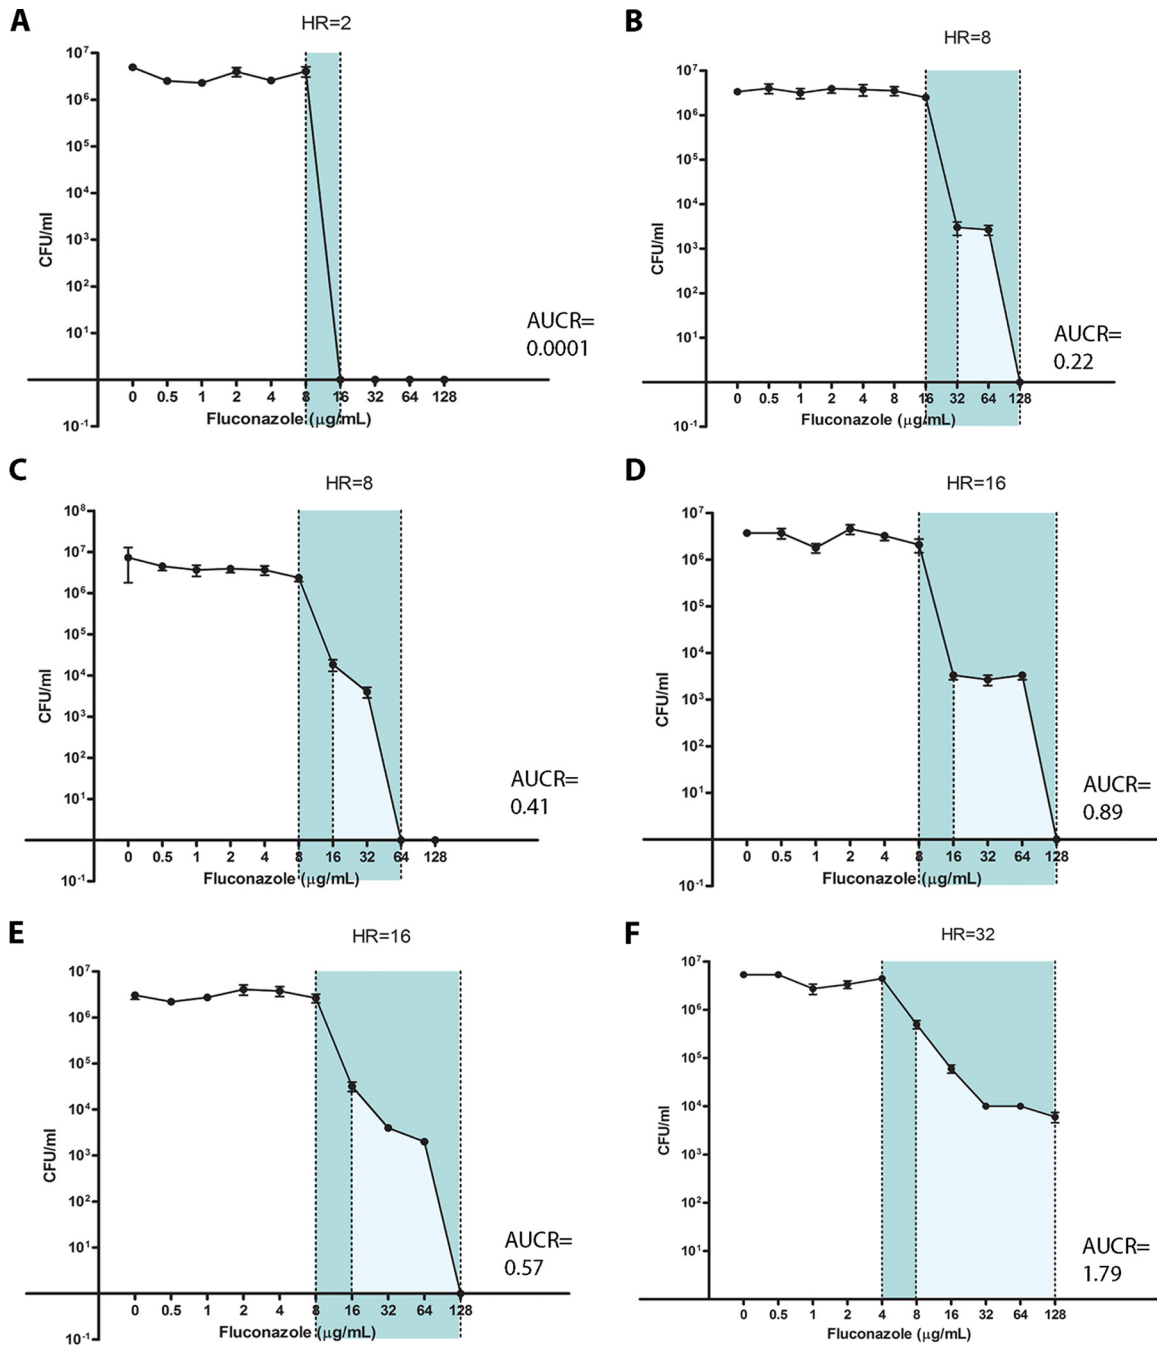 A
HR=2
10⁷
10⁶
10⁵
10⁴
10³
10²
10¹
10⁻¹
CFU/ml
0 0.5 1 2 4 8 16 32 64 128
Fluconazole (μg/mL)
AUCR=
0.0001
B
HR=8
10⁷
10⁶
10⁵
10⁴
10³
10²
10¹
10⁻¹
CFU/ml
0 0.5 1 2 4 8 16 32 64 128
Fluconazole (μg/mL)
AUCR=
0.22
C
HR=8
10⁸
10⁷
10⁶
10⁵
10⁴
10³
10²
10¹
10⁻¹
CFU/ml
0 0.5 1 2 4 8 16 32 64 128
Fluconazole (μg/mL)
AUCR=
0.41
D
HR=16
10⁷
10⁶
10⁵
10⁴
10³
10²
10¹
10⁻¹
CFU/ml
0 0.5 1 2 4 8 16 32 64 128
Fluconazole (μg/mL)
AUCR=
0.89
E
HR=16
10⁷
10⁶
10⁵
10⁴
10³
10²
10¹
10⁻¹
CFU/ml
0 0.5 1 2 4 8 16 32 64 128
Fluconazole (μg/mL)
AUCR=
0.57
F
HR=32
10⁷
10⁶
10⁵
10⁴
10³
10²
10¹
CFU/ml
0 0.5 1 2 4 8 16 32 64 128
Fluconazole (μg/mL)
AUCR=
1.79